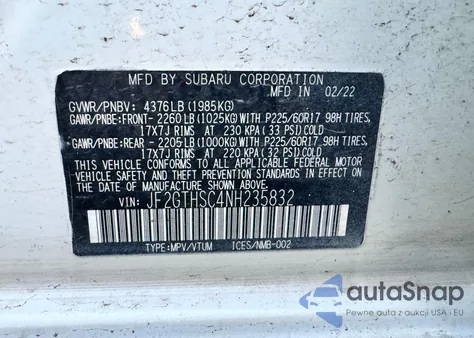 MFD BY SUBARU CORPORATION
MFD IN 02/22
GVWR/PNBV: 4376LB (1985KG)
GAWR/PNBE:FRONT- 2260LB (1025KG) WITH P225/60R17 98H TIRES,
17X7J RIMS AT 230 KPA (33 PSI) COLD
GAWR/PNBE:REAR - 2205LB (1000KG) WITH P225/60R17 98H TIRES,
17X7J RIMS AT 220 KPA (32 PSI) COLD
THIS VEHICLE CONFORMS TO ALL APPLICABLE FEDERAL MOTOR
VEHICLE SAFETY, BUMPER, AND THEFT PREVENTION STANDARDS
IN EFFECT ON THE DATE OF MANUFACTURE SHOWN ABOVE.
VIN: JF2GTHSC4NH235832
TYPE:MPV/VTUM ICES/NMB-002
autoSnap
Pewne auta z aukcji USA i EU